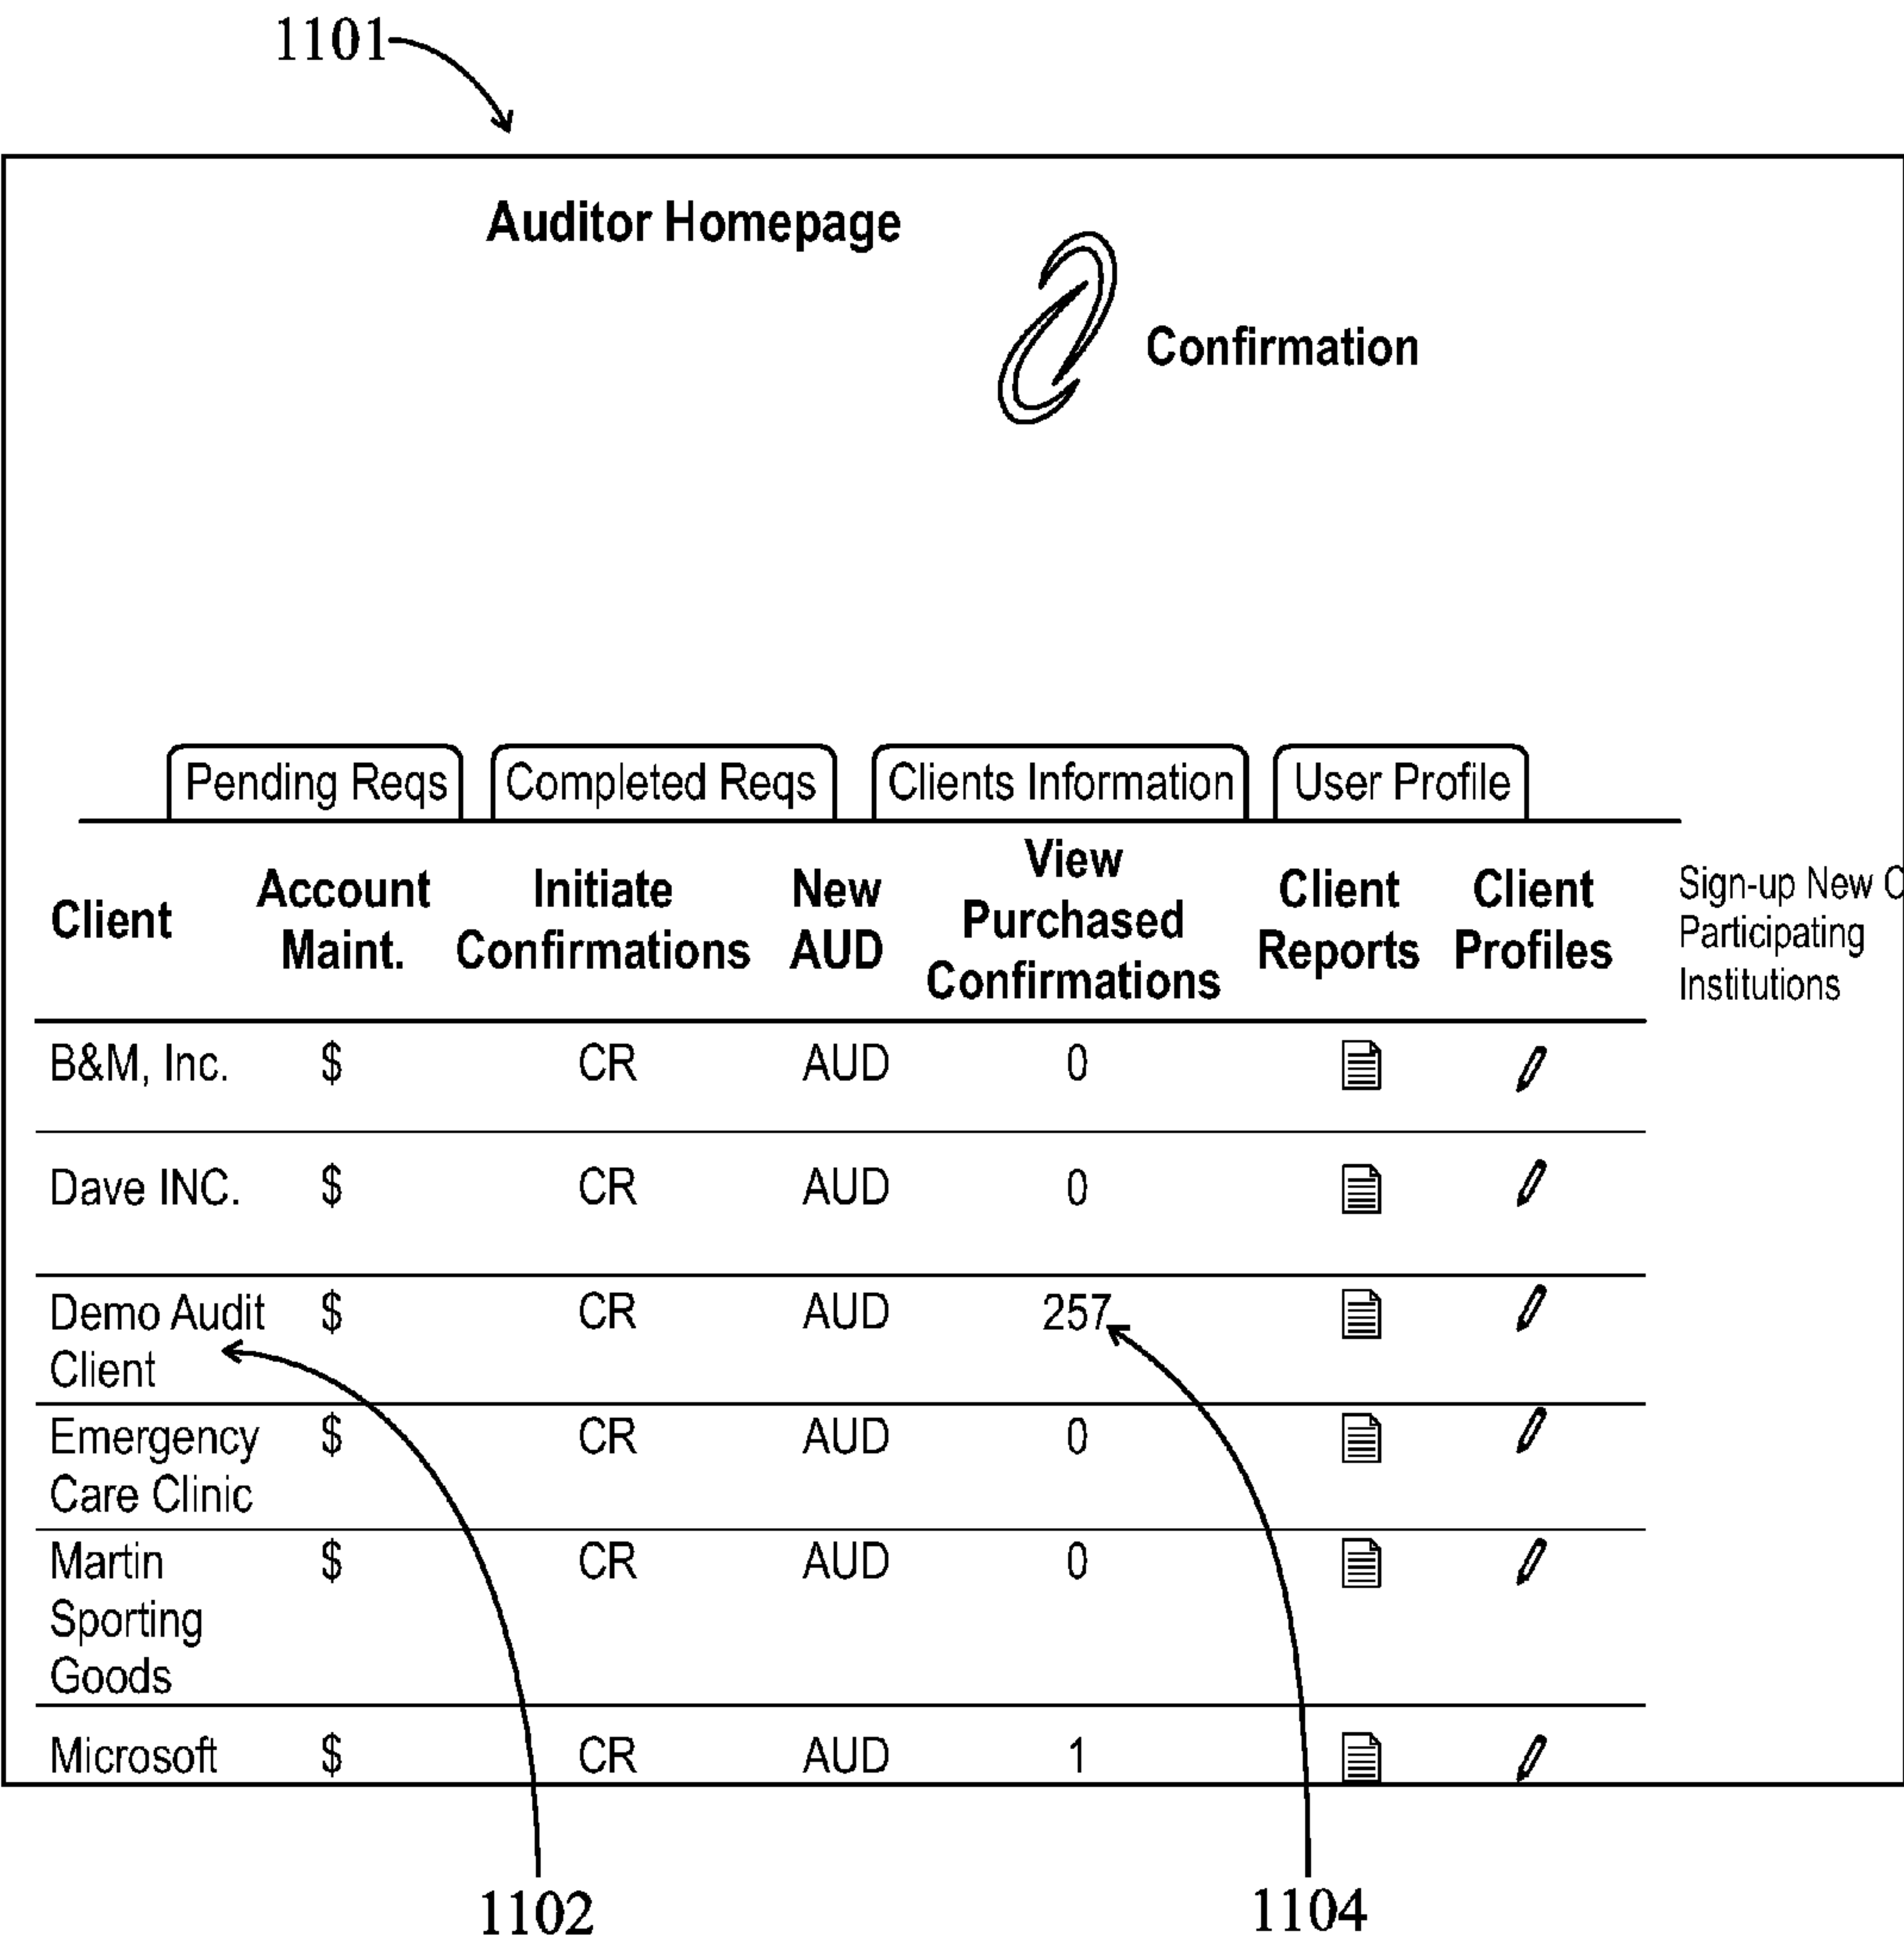 1101
Auditor Homepage
Confirmation
Pending Reqs Completed Reqs Clients Information User Profile
Client
Account
Maint.
Initiate
Confirmations
New
AUD
View
Purchased
Confirmations
Client
Reports
Client
Profiles
Sign-up New
Participating
Institutions
B&M, Inc. $ CR AUD 0
Dave INC. $ CR AUD 0
Demo Audit $ CR AUD 257
Client
Emergency $ CR AUD 0
Care Clinic
Martin $ CR AUD 0
Sporting
Goods
Microsoft $ CR AUD 1
1102 1104